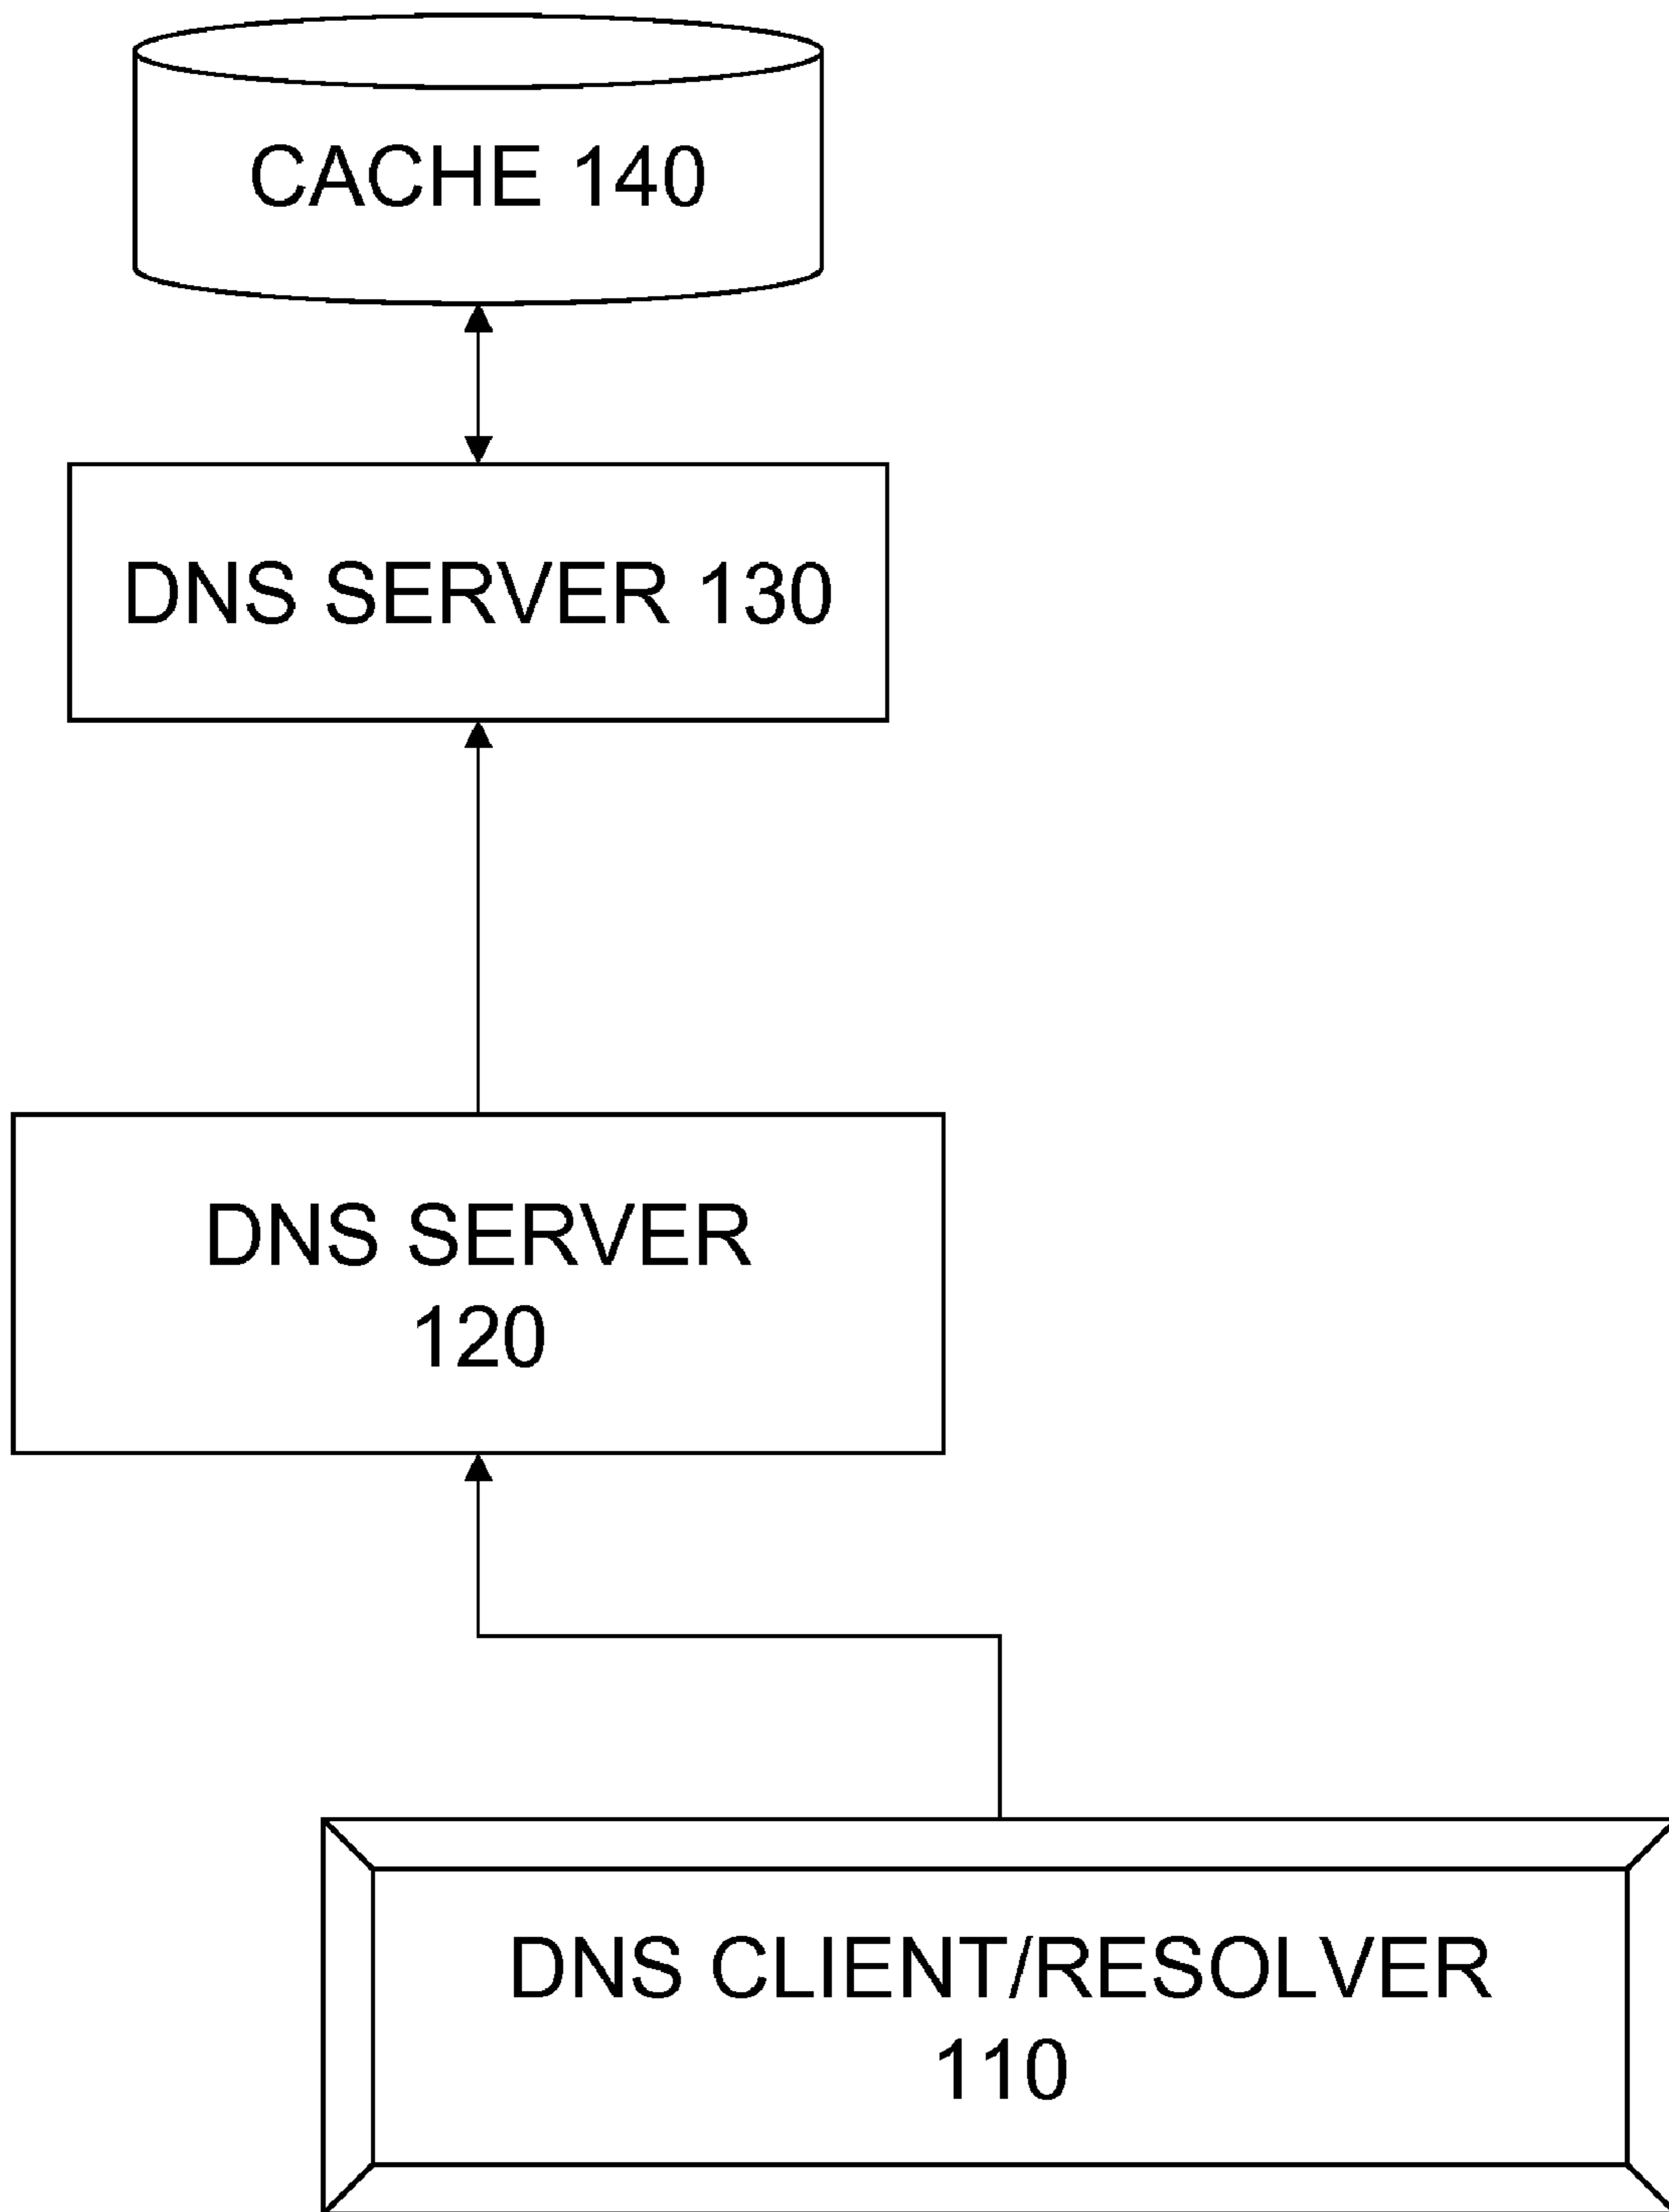 CACHE 140
DNS SERVER 130
DNS SERVER
120
DNS CLIENT/RESOLVER
110